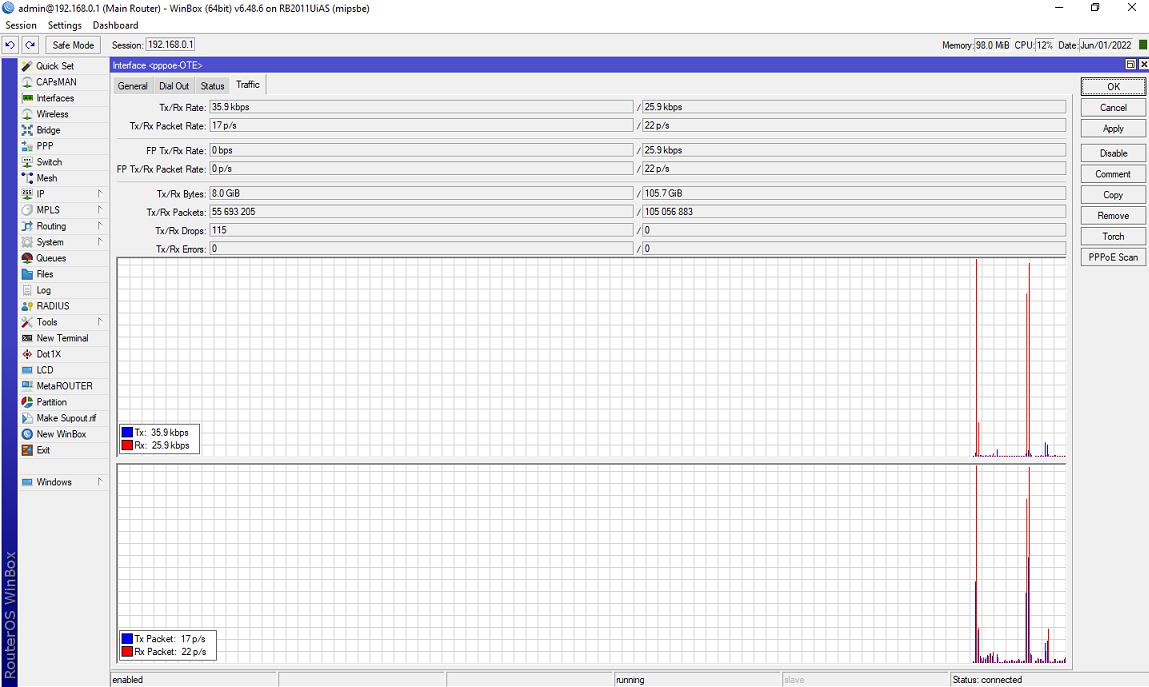 admin@192.168.0.1 (Main Router) - WinBox (64bit) v6.48.6 on RB2011UiAS (mipsbe)
Session Settings Dashboard
Safe Mode Session: 192.168.0.1 Memory: 98.0 MiB CPU: 12% Date: Jun/01/2022
Quick Set
CAPsMAN
Interfaces
Wireless
Bridge
PPP
Switch
Mesh
IP
MPLS
Routing
System
Queues
Files
Log
RADIUS
Tools
New Terminal
Dot1X
LCD
MetaROUTER
Partition
Make Supout.rif
New WinBox
Exit
Windows
RouterOS WinBox
Interface <pppoe-OTE>
General Dial Out Status Traffic
Tx/Rx Rate: 35.9 kbps / 25.9 kbps
Tx/Rx Packet Rate: 17 p/s / 22 p/s
FP Tx/Rx Rate: 0 bps / 25.9 kbps
FP Tx/Rx Packet Rate: 0 p/s / 22 p/s
Tx/Rx Bytes: 8.0 GiB / 105.7 GiB
Tx/Rx Packets: 55 693 205 / 105 056 883
Tx/Rx Drops: 115 / 0
Tx/Rx Errors: 0 / 0
Tx: 35.9 kbps
Rx: 25.9 kbps
Tx Packet: 17 p/s
Rx Packet: 22 p/s
OK
Cancel
Apply
Disable
Comment
Copy
Remove
Torch
PPPoE Scan
enabled running slave Status: connected